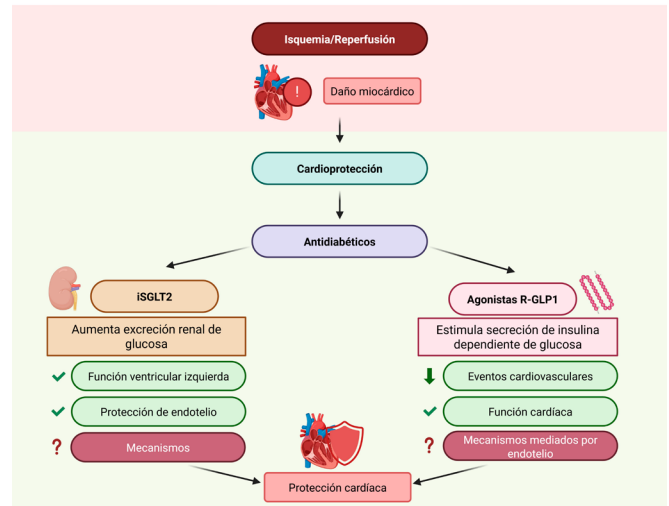 Isquemia/Reperfusión
!
Daño miocárdico
Cardioprotección
Antidiabéticos
iSGLT2
Aumenta excreción renal de
glucosa
Función ventricular izquierda
Protección de endotelio
?
Mecanismos
Agonistas R-GLP1
Estimula secreción de insulina
dependiente de glucosa
Eventos cardiovasculares
Función cardíaca
?
Mecanismos mediados por
endotelio
Protección cardíaca